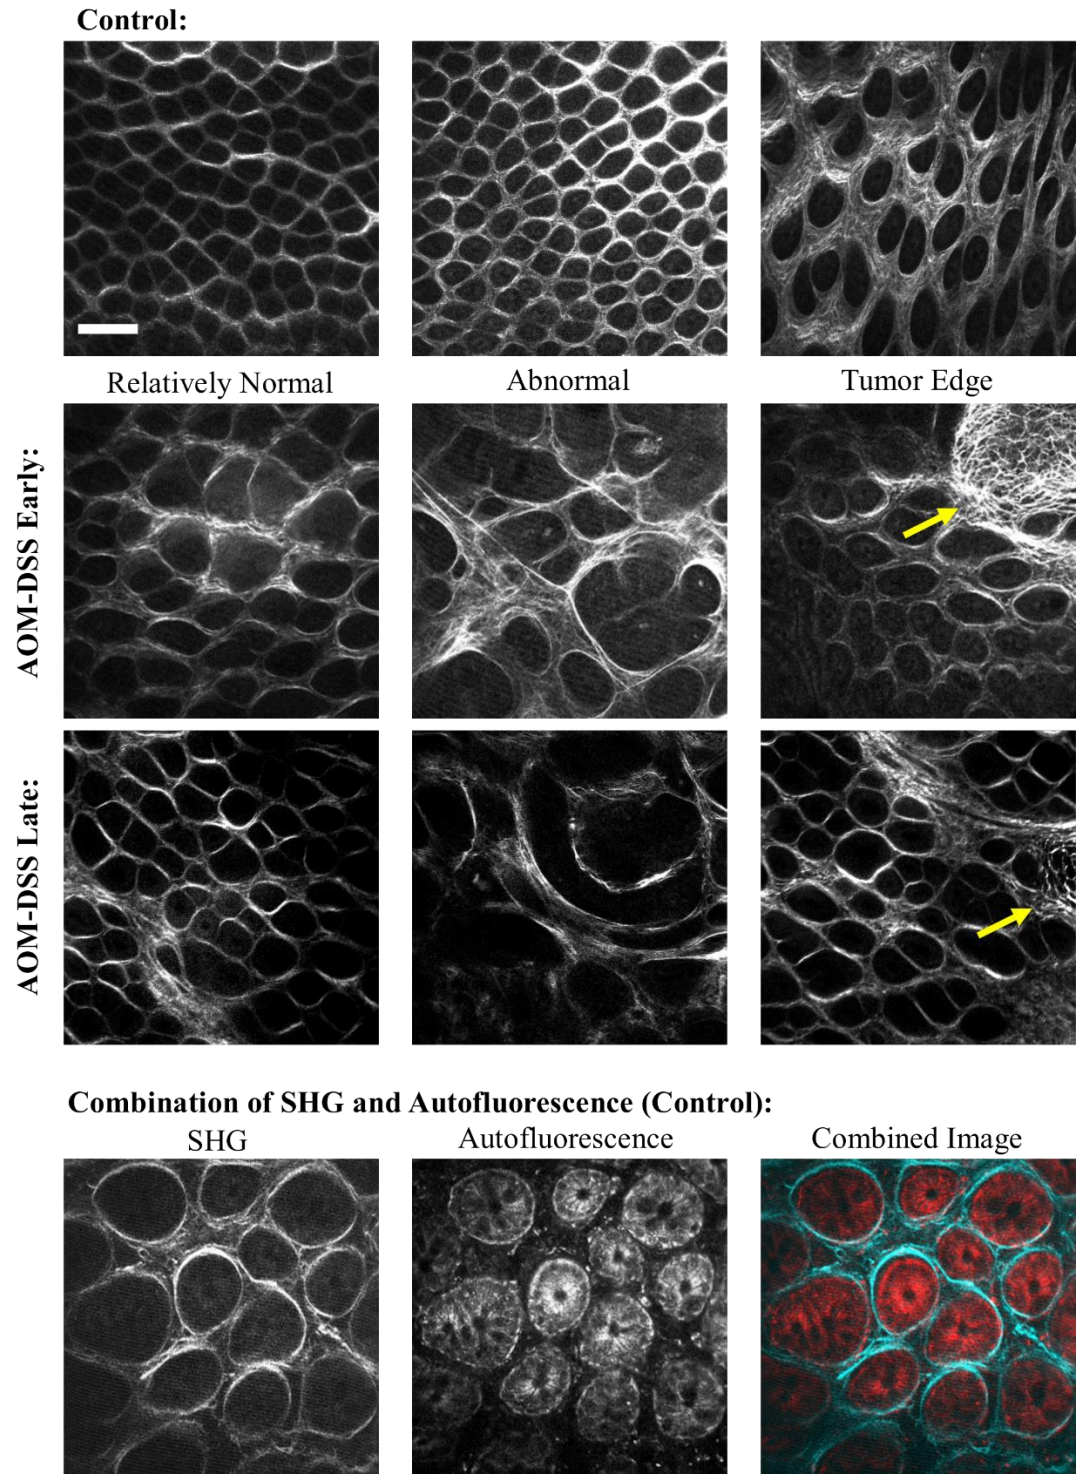 Control:
Relatively Normal
Abnormal
Tumor Edge
AOM-DSS Early:
AOM-DSS Late:
Combination of SHG and Autofluorescence (Control):
SHG
Autofluorescence
Combined Image